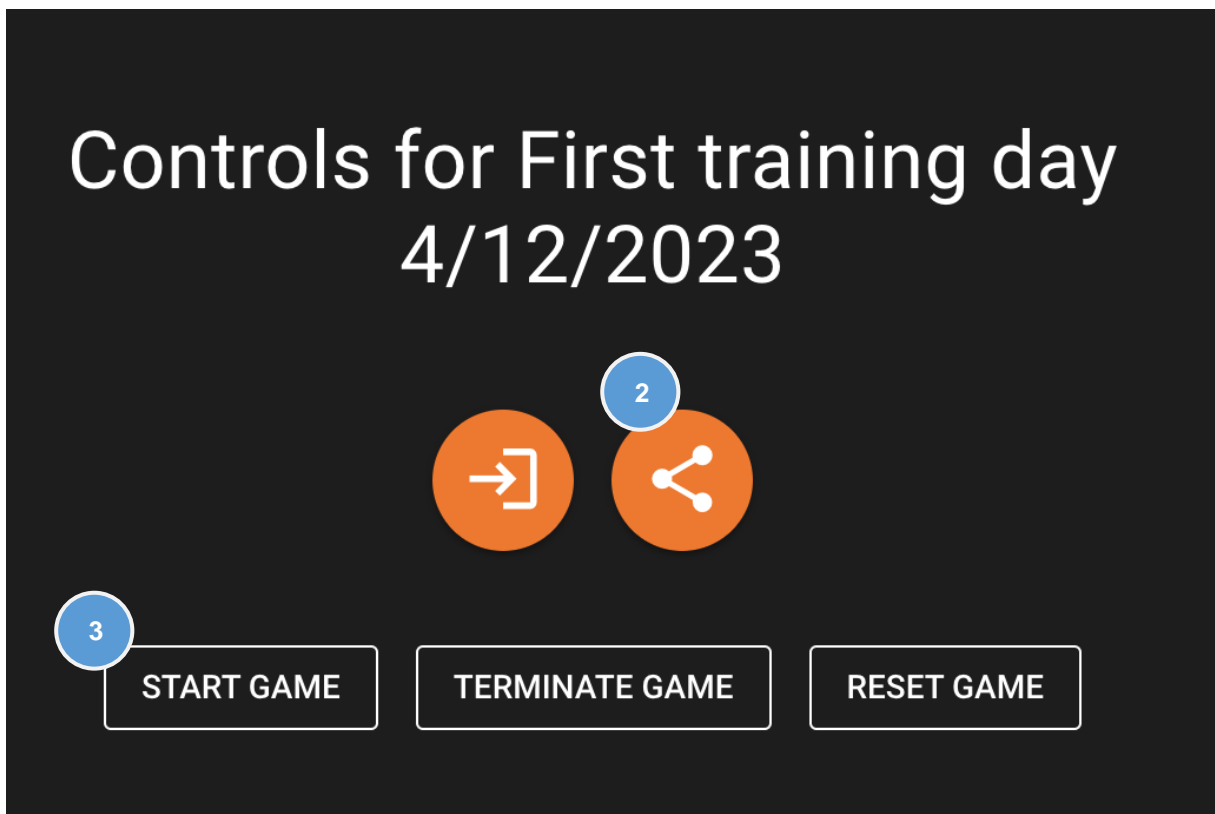 Controls for First training day
4/12/2023
2
3
START GAME
TERMINATE GAME
RESET GAME